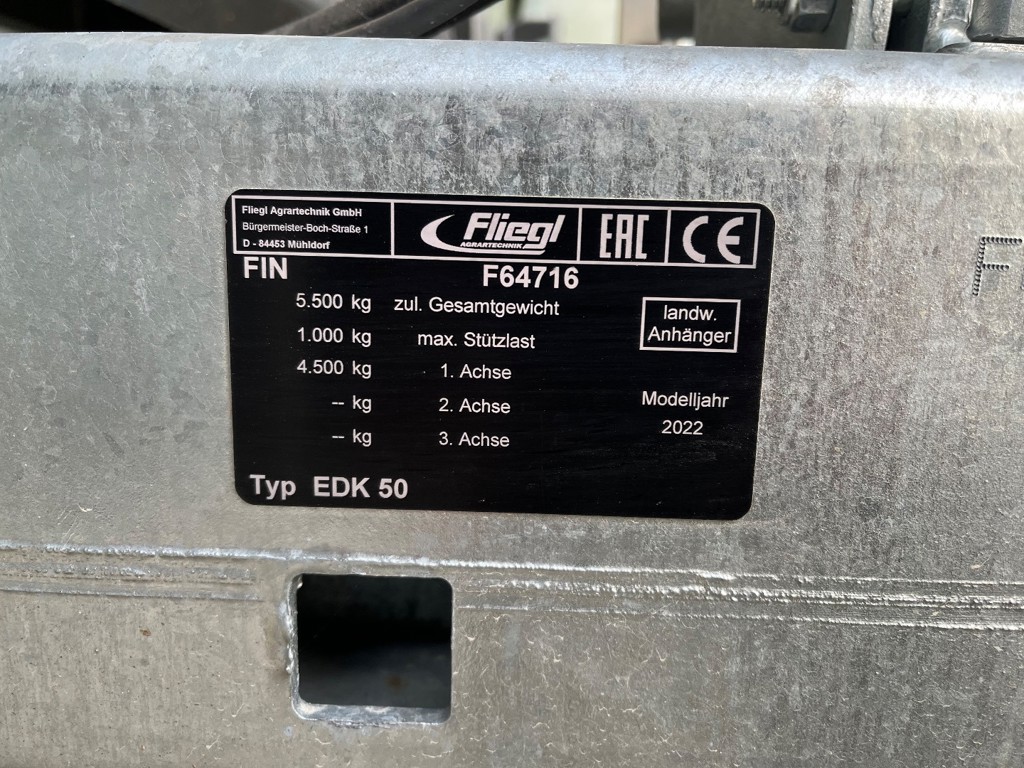 Fliegl Agrartechnik GmbH
Bürgermeister-Boch-Straße 1
D - 84453 Mühldorf
Fliegl
AGRARTECHNIK
EAC
CE
FIN F64716
5.500 kg zul. Gesamtgewicht
1.000 kg max. Stützlast
4.500 kg 1. Achse
-- kg 2. Achse
-- kg 3. Achse
landw.
Anhänger
Modelljahr
2022
Typ EDK 50
F